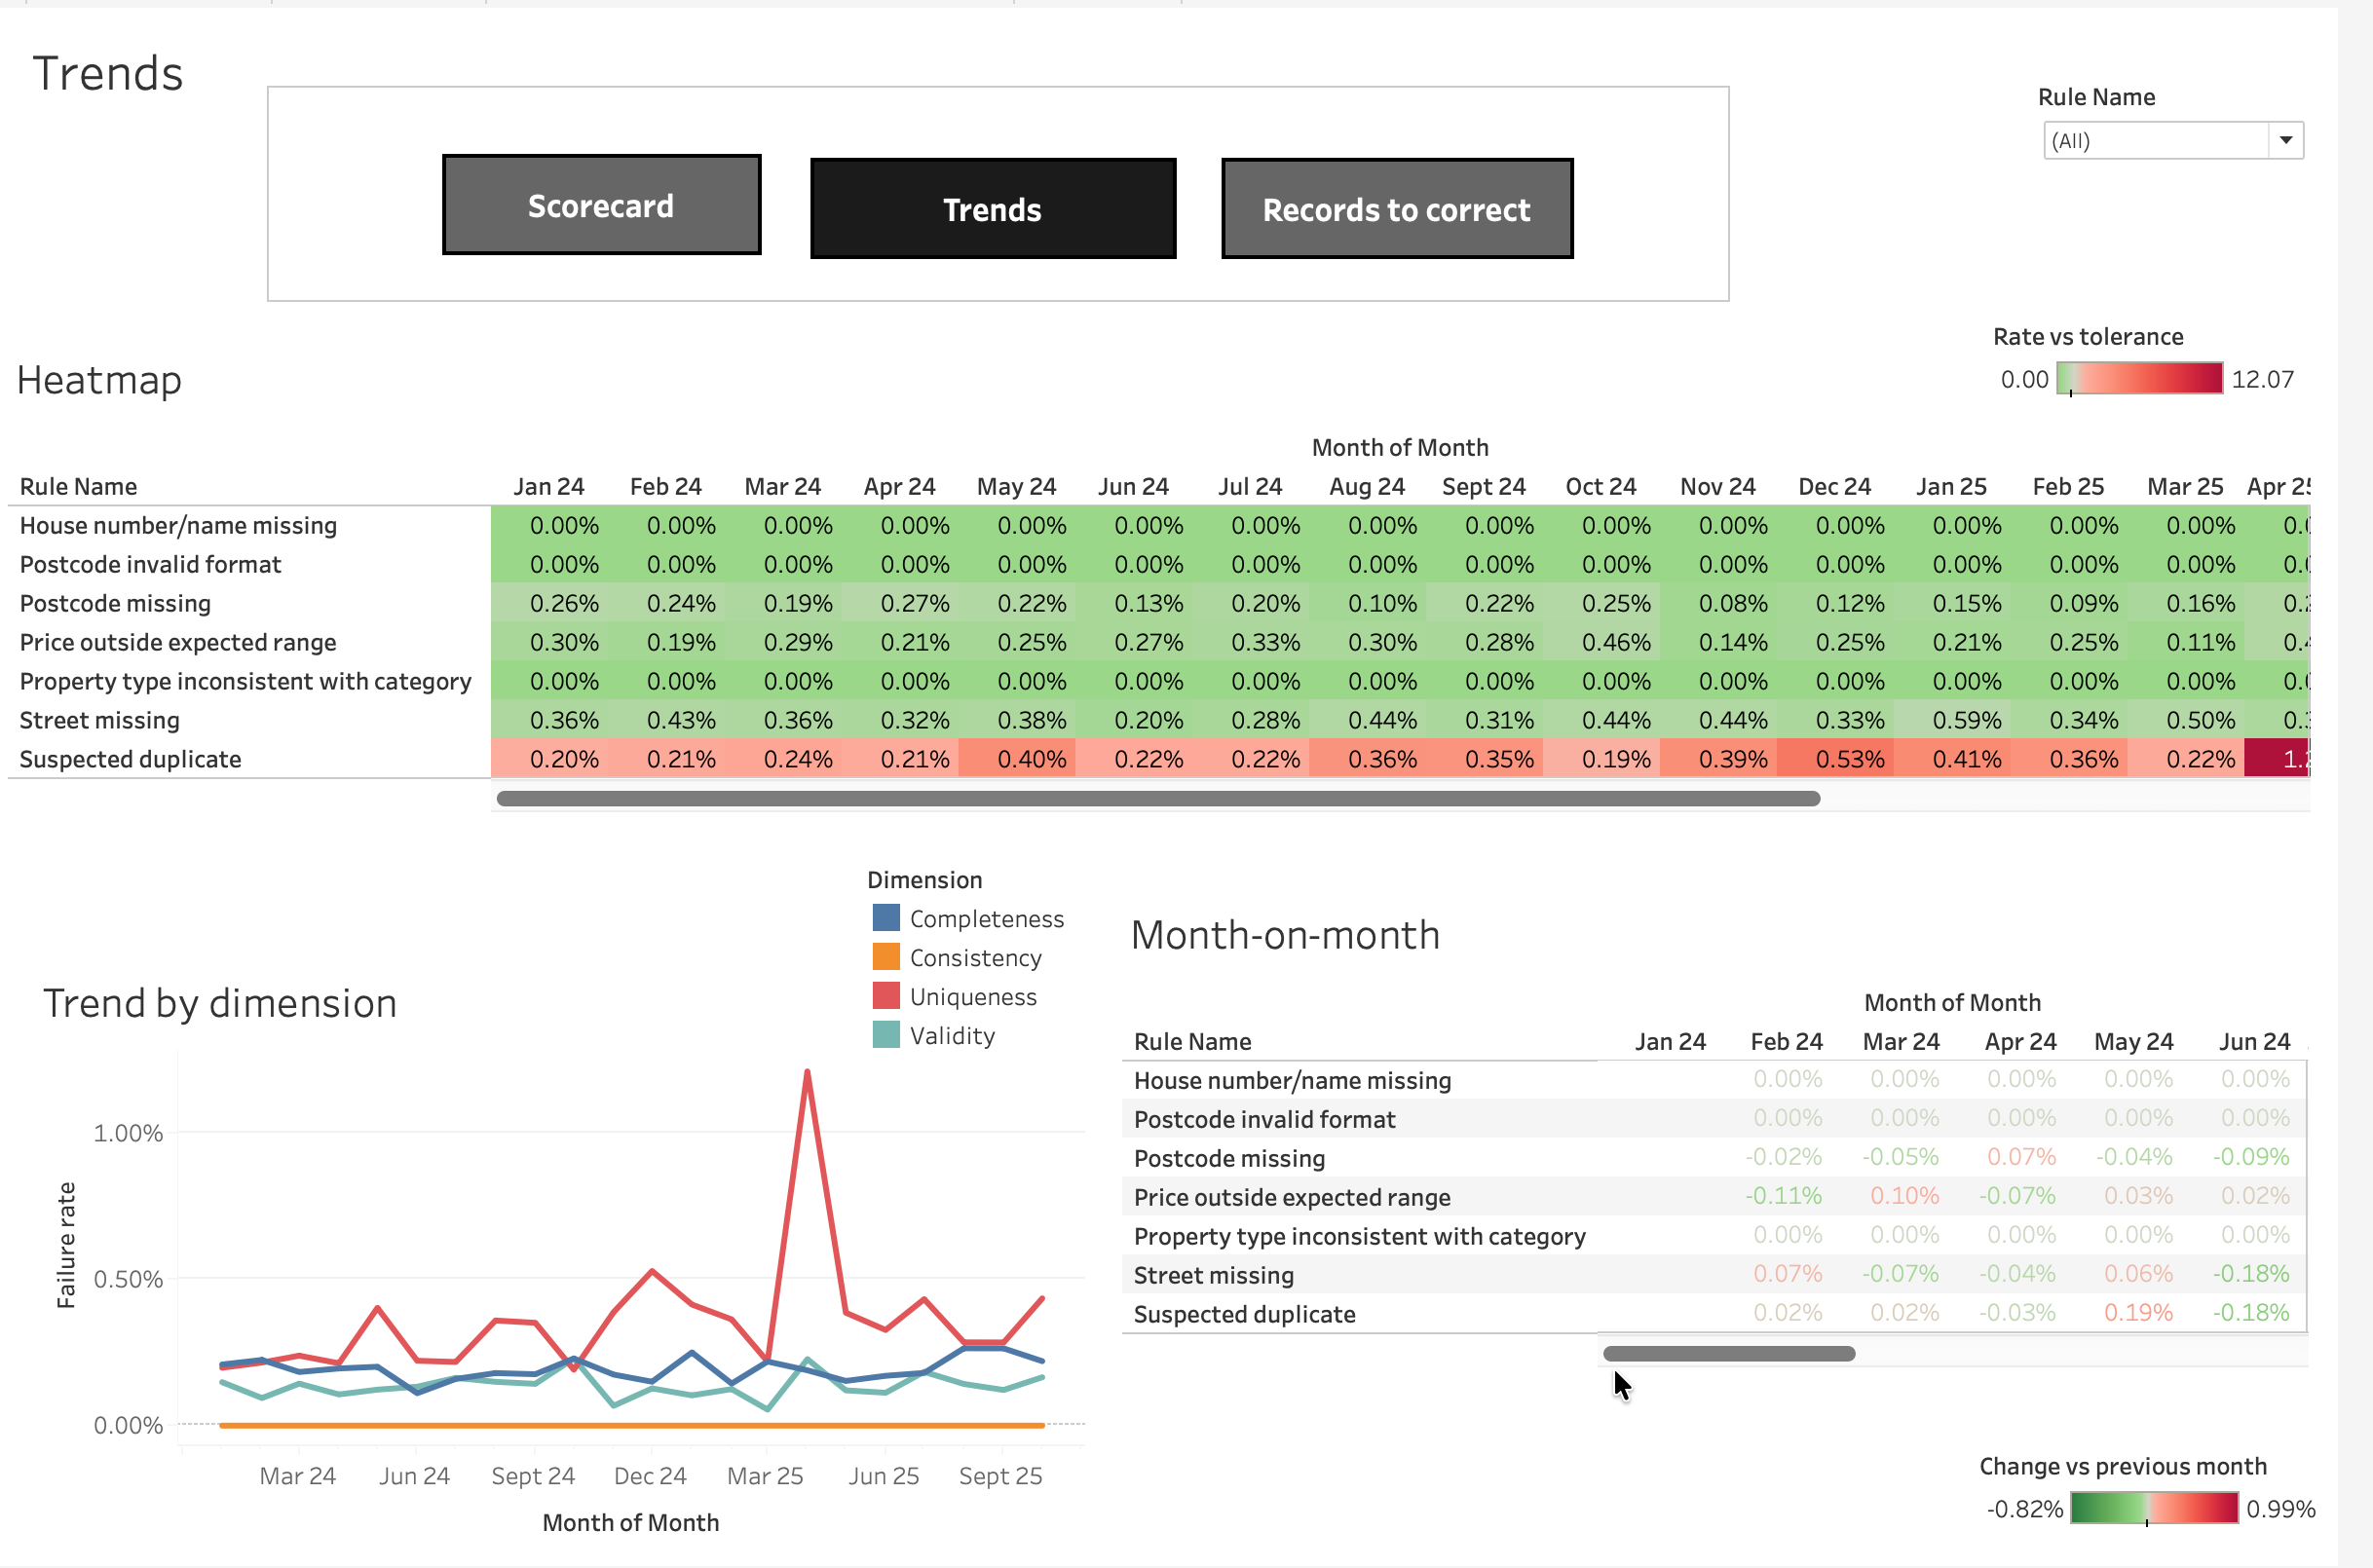 Trends
Rule Name
(All)
Scorecard Trends Records to correct
Rate vs tolerance
0.00 12.07
Heatmap
Month of Month
Rule Name Jan 24 Feb 24 Mar 24 Apr 24 May 24 Jun 24 Jul 24 Aug 24 Sept 24 Oct 24 Nov 24 Dec 24 Jan 25 Feb 25 Mar 25 Apr 25
House number/name missing 0.00% 0.00% 0.00% 0.00% 0.00% 0.00% 0.00% 0.00% 0.00% 0.00% 0.00% 0.00% 0.00% 0.00% 0.00%
Postcode invalid format 0.00% 0.00% 0.00% 0.00% 0.00% 0.00% 0.00% 0.00% 0.00% 0.00% 0.00% 0.00% 0.00% 0.00% 0.00%
Postcode missing 0.26% 0.24% 0.19% 0.27% 0.22% 0.13% 0.20% 0.10% 0.22% 0.25% 0.08% 0.12% 0.15% 0.09% 0.16%
Price outside expected range 0.30% 0.19% 0.29% 0.21% 0.25% 0.27% 0.33% 0.30% 0.28% 0.46% 0.14% 0.25% 0.21% 0.25% 0.11%
Property type inconsistent with category 0.00% 0.00% 0.00% 0.00% 0.00% 0.00% 0.00% 0.00% 0.00% 0.00% 0.00% 0.00% 0.00% 0.00% 0.00%
Street missing 0.36% 0.43% 0.36% 0.32% 0.38% 0.20% 0.28% 0.44% 0.31% 0.44% 0.44% 0.33% 0.59% 0.34% 0.50%
Suspected duplicate 0.20% 0.21% 0.24% 0.21% 0.40% 0.22% 0.22% 0.36% 0.35% 0.19% 0.39% 0.53% 0.41% 0.36% 0.22%
Dimension
Completeness
Consistency
Uniqueness
Validity
Trend by dimension
Failure rate
1.00%
0.50%
0.00%
Mar 24 Jun 24 Sept 24 Dec 24 Mar 25 Jun 25 Sept 25
Month of Month
Month-on-month
Month of Month
Rule Name Jan 24 Feb 24 Mar 24 Apr 24 May 24 Jun 24
House number/name missing 0.00% 0.00% 0.00% 0.00% 0.00%
Postcode invalid format 0.00% 0.00% 0.00% 0.00% 0.00%
Postcode missing -0.02% -0.05% 0.07% -0.04% -0.09%
Price outside expected range -0.11% 0.10% -0.07% 0.03% 0.02%
Property type inconsistent with category 0.00% 0.00% 0.00% 0.00% 0.00%
Street missing 0.07% -0.07% -0.04% 0.06% -0.18%
Suspected duplicate 0.02% 0.02% -0.03% 0.19% -0.18%
Change vs previous month
-0.82% 0.99%